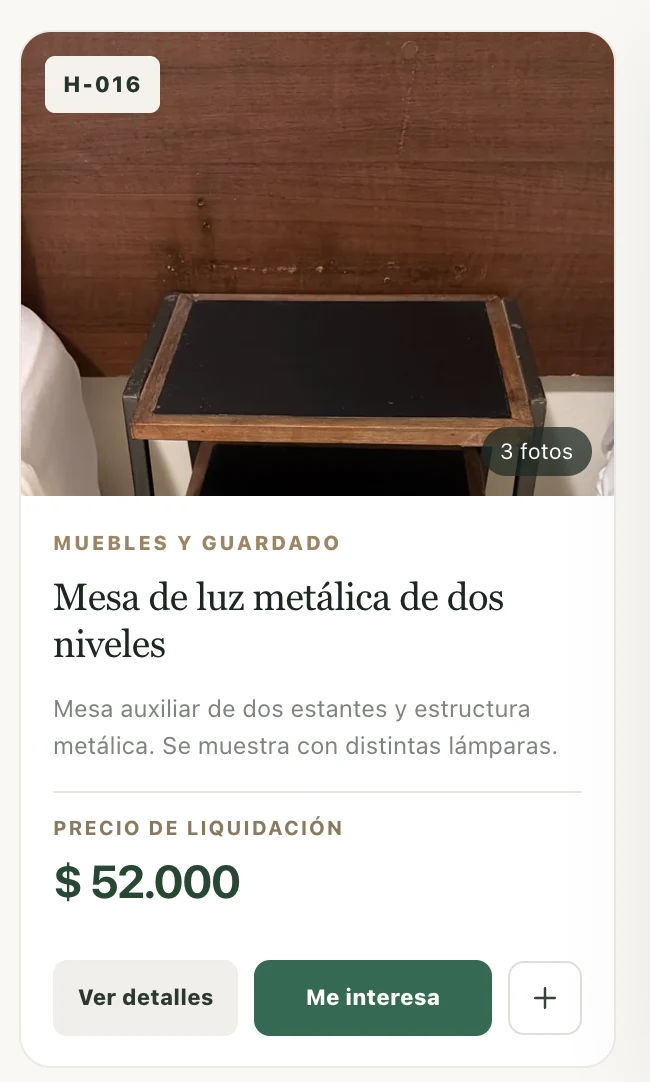 H-016
3 fotos
MUEBLES Y GUARDADO
Mesa de luz metálica de dos
niveles
Mesa auxiliar de dos estantes y estructura
metálica. Se muestra con distintas lámparas.
PRECIO DE LIQUIDACIÓN
$ 52.000
Ver detalles
Me interesa
+